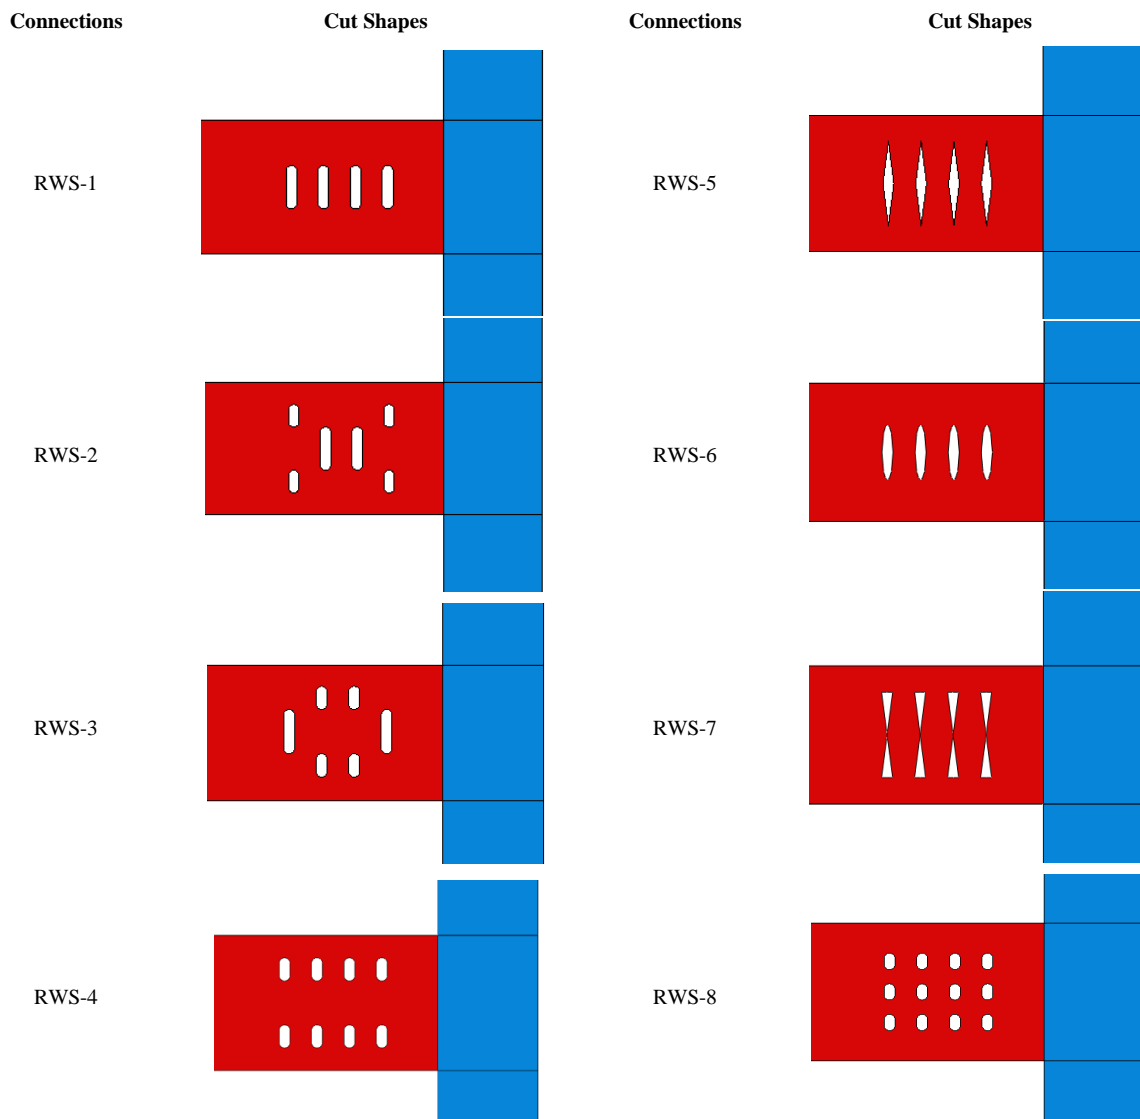 Connections Cut Shapes Connections Cut Shapes
RWS-1 RWS-5
RWS-2 RWS-6
RWS-3 RWS-7
RWS-4 RWS-8